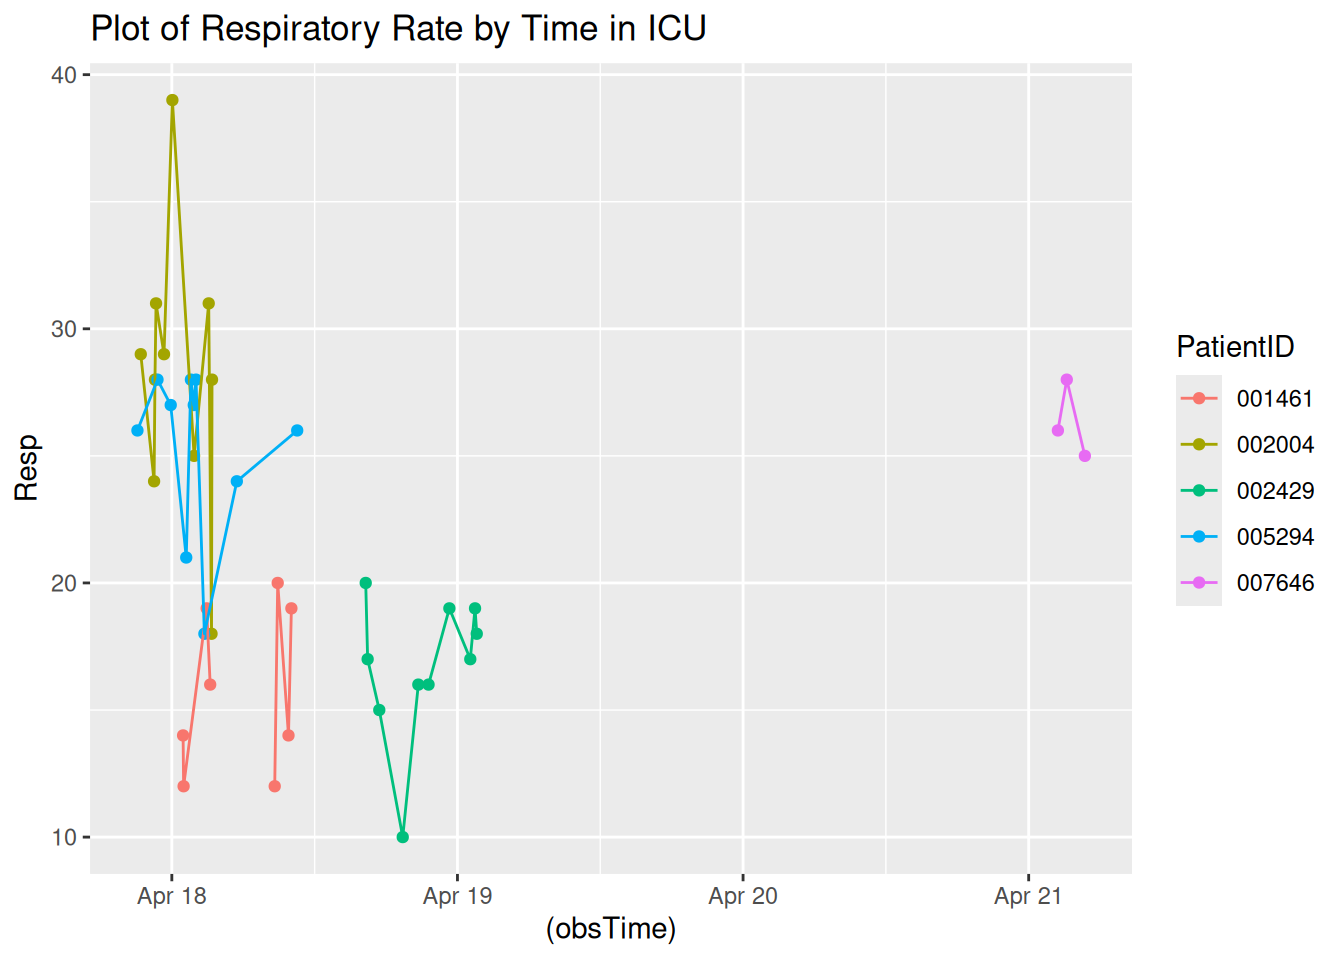 Plot of Respiratory Rate by Time in ICU
40
30
20
10
Resp
Apr 18
Apr 19
Apr 20
Apr 21
(obsTime)
PatientID
001461
002004
002429
005294
007646